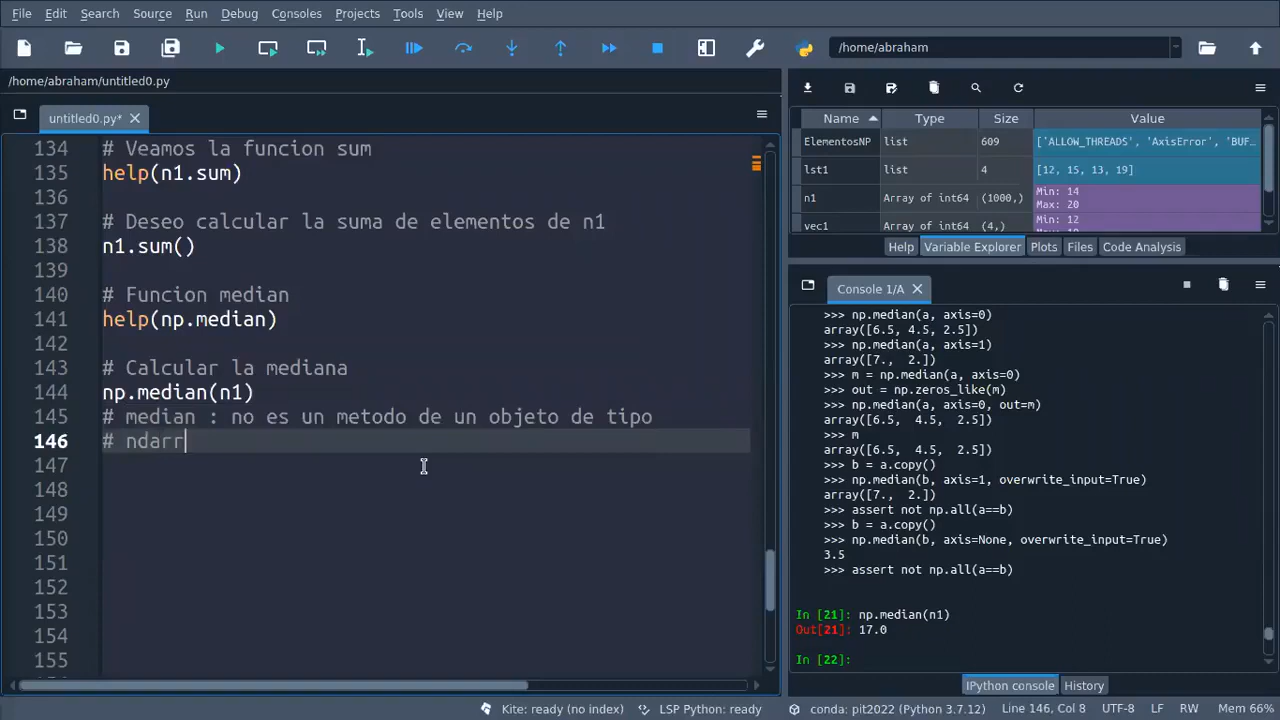 File Edit Search Source Run Debug Consoles Projects Tools View Help
/home/abraham
/home/abraham/untitled0.py
untitled0.py*
134 # Veamos la funcion sum
135 help(n1.sum)
136
137 # Deseo calcular la suma de elementos de n1
138 n1.sum()
139
140 # Funcion median
141 help(np.median)
142
143 # Calcular la mediana
144 np.median(n1)
145 # median : no es un metodo de un objeto de tipo
146 # ndarr
147
148
149
150
151
152
153
154
155
Name Type Size Value
ElementosNP list 609 ['ALLOW_THREADS', 'AxisError', 'BUF…
lst1 list 4 [12, 15, 13, 19]
n1 Array of int64 (1000,) Min: 14
Max: 20
vec1 Array of int64 (4,) Min: 12
Help Variable Explorer Plots Files Code Analysis
Console 1/A
>>> np.median(a, axis=0)
array([6.5, 4.5, 2.5])
>>> np.median(a, axis=1)
array([7.,  2.])
>>> m = np.median(a, axis=0)
>>> out = np.zeros_like(m)
>>> np.median(a, axis=0, out=m)
array([6.5,  4.5,  2.5])
>>> m
array([6.5,  4.5,  2.5])
>>> b = a.copy()
>>> np.median(b, axis=1, overwrite_input=True)
array([7.,  2.])
>>> assert not np.all(a==b)
>>> b = a.copy()
>>> np.median(b, axis=None, overwrite_input=True)
3.5
>>> assert not np.all(a==b)
In [21]: np.median(n1)
Out[21]: 17.0
In [22]:
IPython console History
Kite: ready (no index) LSP Python: ready conda: pit2022 (Python 3.7.12) Line 146, Col 8 UTF-8 LF RW Mem 66%